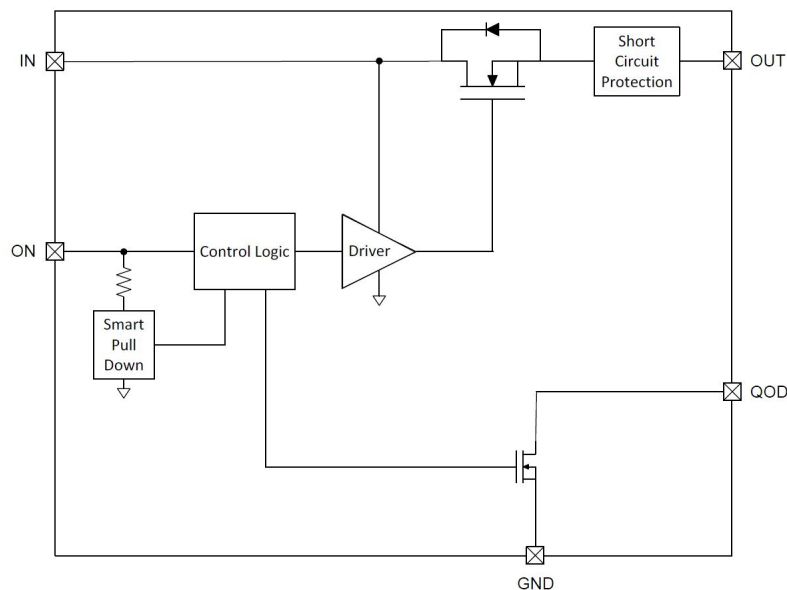 IN
Short
Circuit
Protection
OUT
ON
Control Logic
Driver
Smart
Pull
Down
QOD
GND